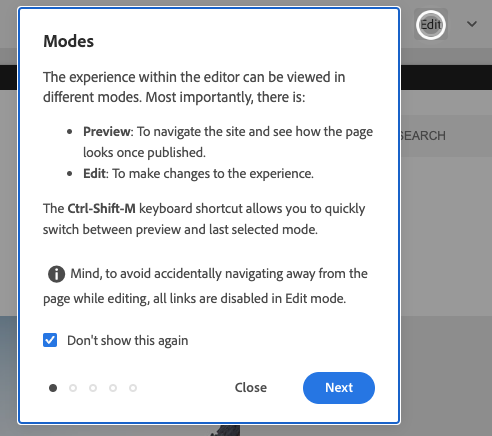 Edit
Modes
The experience within the editor can be viewed in
different modes. Most importantly, there is:
Preview: To navigate the site and see how the page
looks once published.
Edit: To make changes to the experience.
SEARCH
The Ctrl-Shift-M keyboard shortcut allows you to quickly
switch between preview and last selected mode.
Mind, to avoid accidentally navigating away from the
page while editing, all links are disabled in Edit mode.
Don't show this again
Close
Next